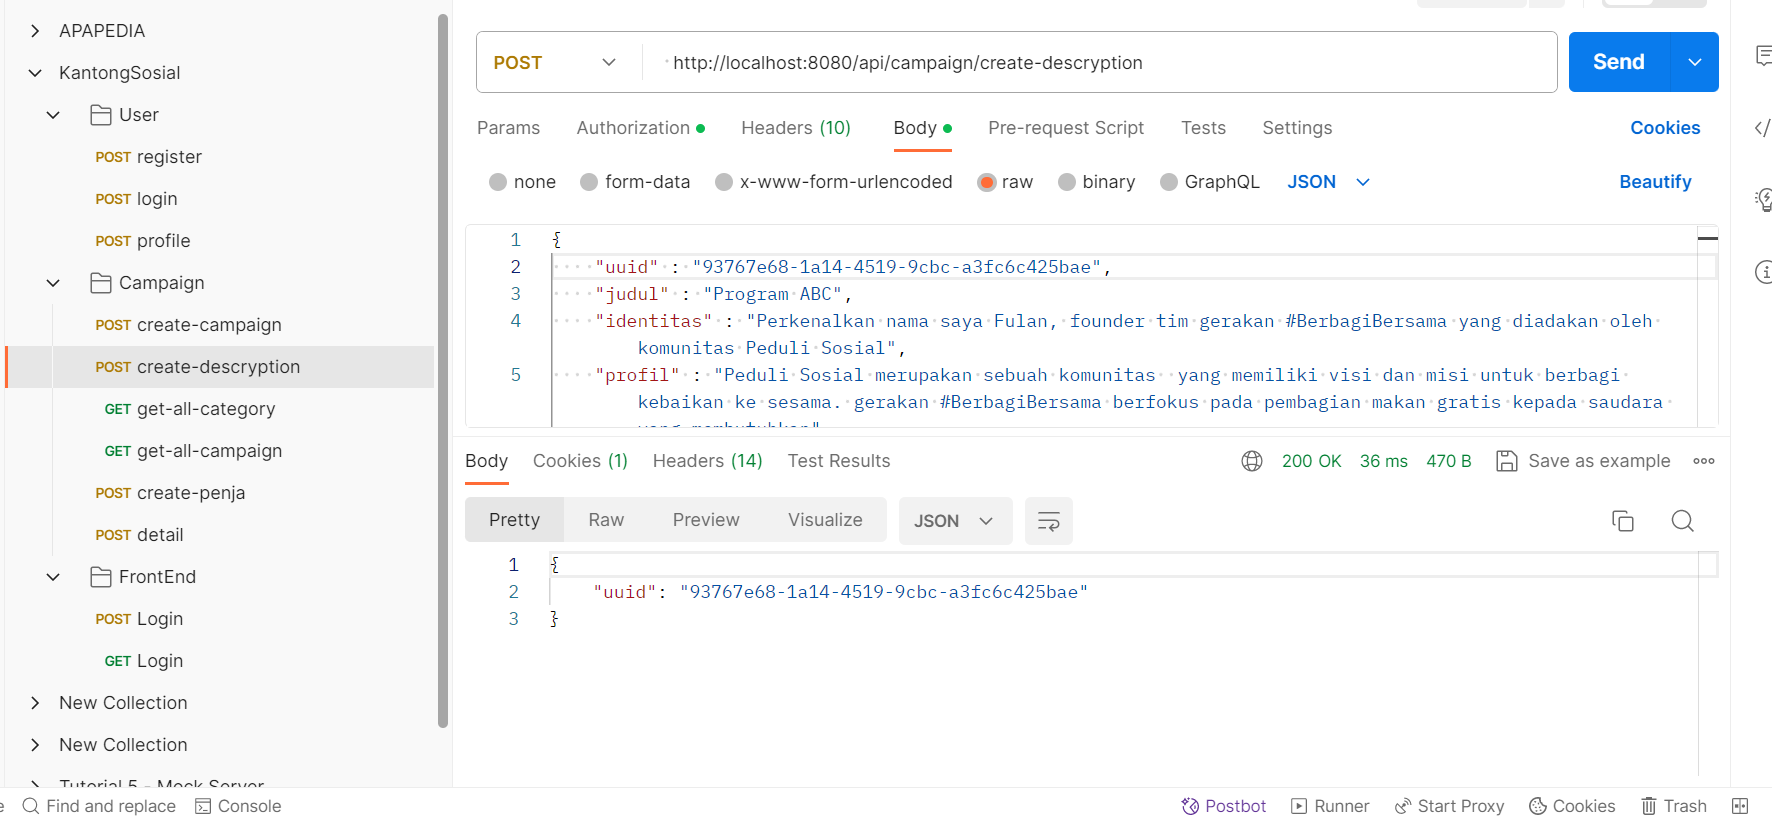 APAPEDIA
KantongSosial
User
POST register
POST login
POST profile
Campaign
POST create-campaign
POST create-descryption
GET get-all-category
GET get-all-campaign
POST create-penja
POST detail
FrontEnd
POST Login
GET Login
New Collection
New Collection
Tutorial 5 - Mock Server
POST http://localhost:8080/api/campaign/create-descryption Send
Params Authorization Headers (10) Body Pre-request Script Tests Settings Cookies
none form-data x-www-form-urlencoded raw binary GraphQL JSON Beautify
1 {
2 "uuid" : "93767e68-1a14-4519-9cbc-a3fc6c425bae",
3 "judul" : "Program ABC",
4 "identitas" : "Perkenalkan nama saya Fulan, founder tim gerakan #BerbagiBersama yang diadakan oleh
komunitas Peduli Sosial",
5 "profil" : "Peduli Sosial merupakan sebuah komunitas  yang memiliki visi dan misi untuk berbagi
kebaikan ke sesama. gerakan #BerbagiBersama berfokus pada pembagian makan gratis kepada saudara
yang membutuhkan"
Body Cookies (1) Headers (14) Test Results 200 OK 36 ms 470 B Save as example
Pretty Raw Preview Visualize JSON
1 {
2 "uuid": "93767e68-1a14-4519-9cbc-a3fc6c425bae"
3 }
Find and replace Console Postbot Runner Start Proxy Cookies Trash